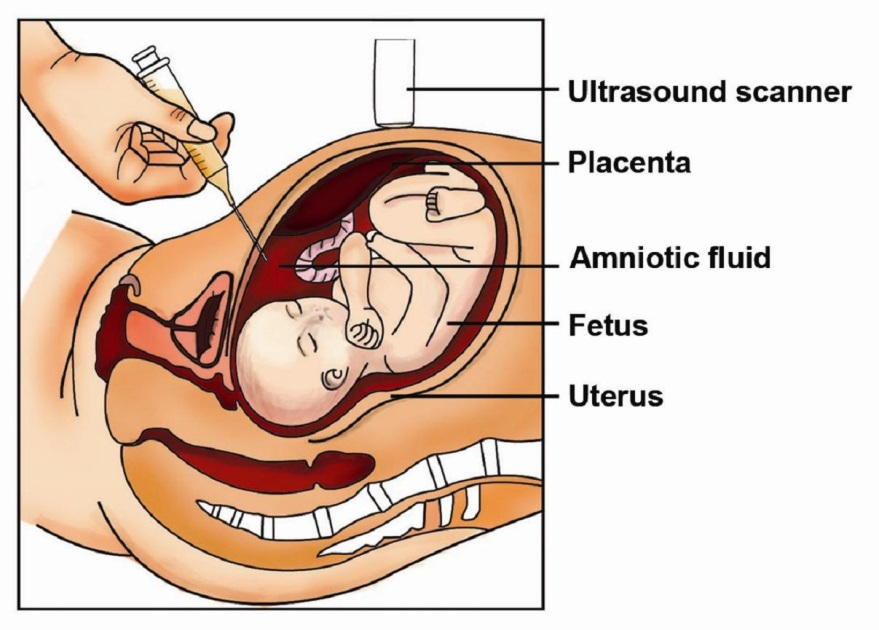 Ultrasound scanner
Placenta
Amniotic fluid
Fetus
Uterus